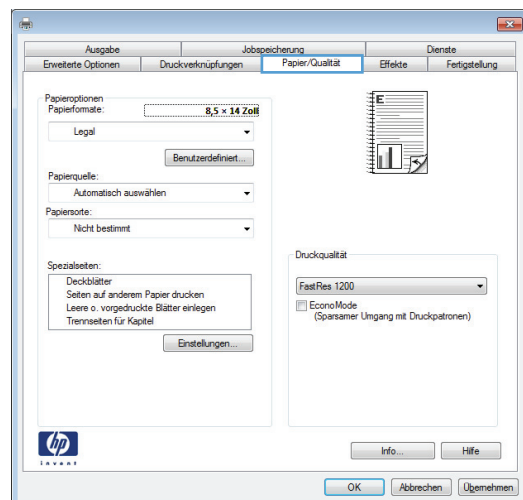 Ausgabe Jobspeicherung Dienste
Erweiterte Optionen Druckverknüpfungen Papier/Qualität Effekte Fertigstellung
Papieroptionen
Papierformate: 8,5 × 14 Zoll
Legal
Benutzerdefiniert...
Papierquelle:
Automatisch auswählen
Papiersorte:
Nicht bestimmt
Spezialseiten:
Deckblätter
Seiten auf anderem Papier drucken
Leere o. vorgedruckte Blätter einlegen
Trennseiten für Kapitel
Einstellungen...
E
Druckqualität
FastRes 1200
EconoMode
(Sparsamer Umgang mit Druckpatronen)
hp
invent
Info... Hilfe
OK Abbrechen Übernehmen